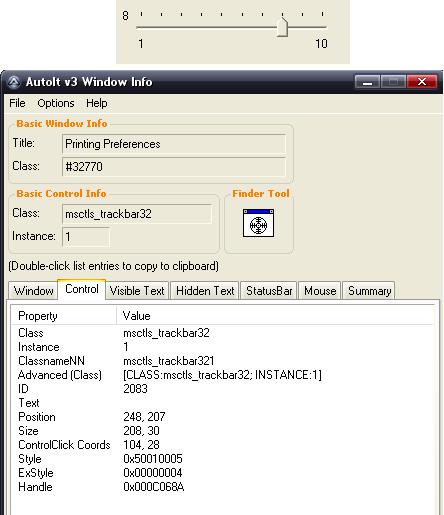 8
1 10
AutoIt v3 Window Info
File Options Help
Basic Window Info
Title: Printing Preferences
Class: #32770
Basic Control Info Finder Tool
Class: msctls_trackbar32
Instance: 1
(Double-click list entries to copy to clipboard)
Window Control Visible Text Hidden Text StatusBar Mouse Summary
Property Value
Class msctls_trackbar32
Instance 1
ClassnameNN msctls_trackbar321
Advanced (Class) [CLASS:msctls_trackbar32; INSTANCE:1]
ID 2083
Text
Position 248, 207
Size 208, 30
ControlClick Coords 104, 28
Style 0x50010005
ExStyle 0x00000004
Handle 0x000C068A